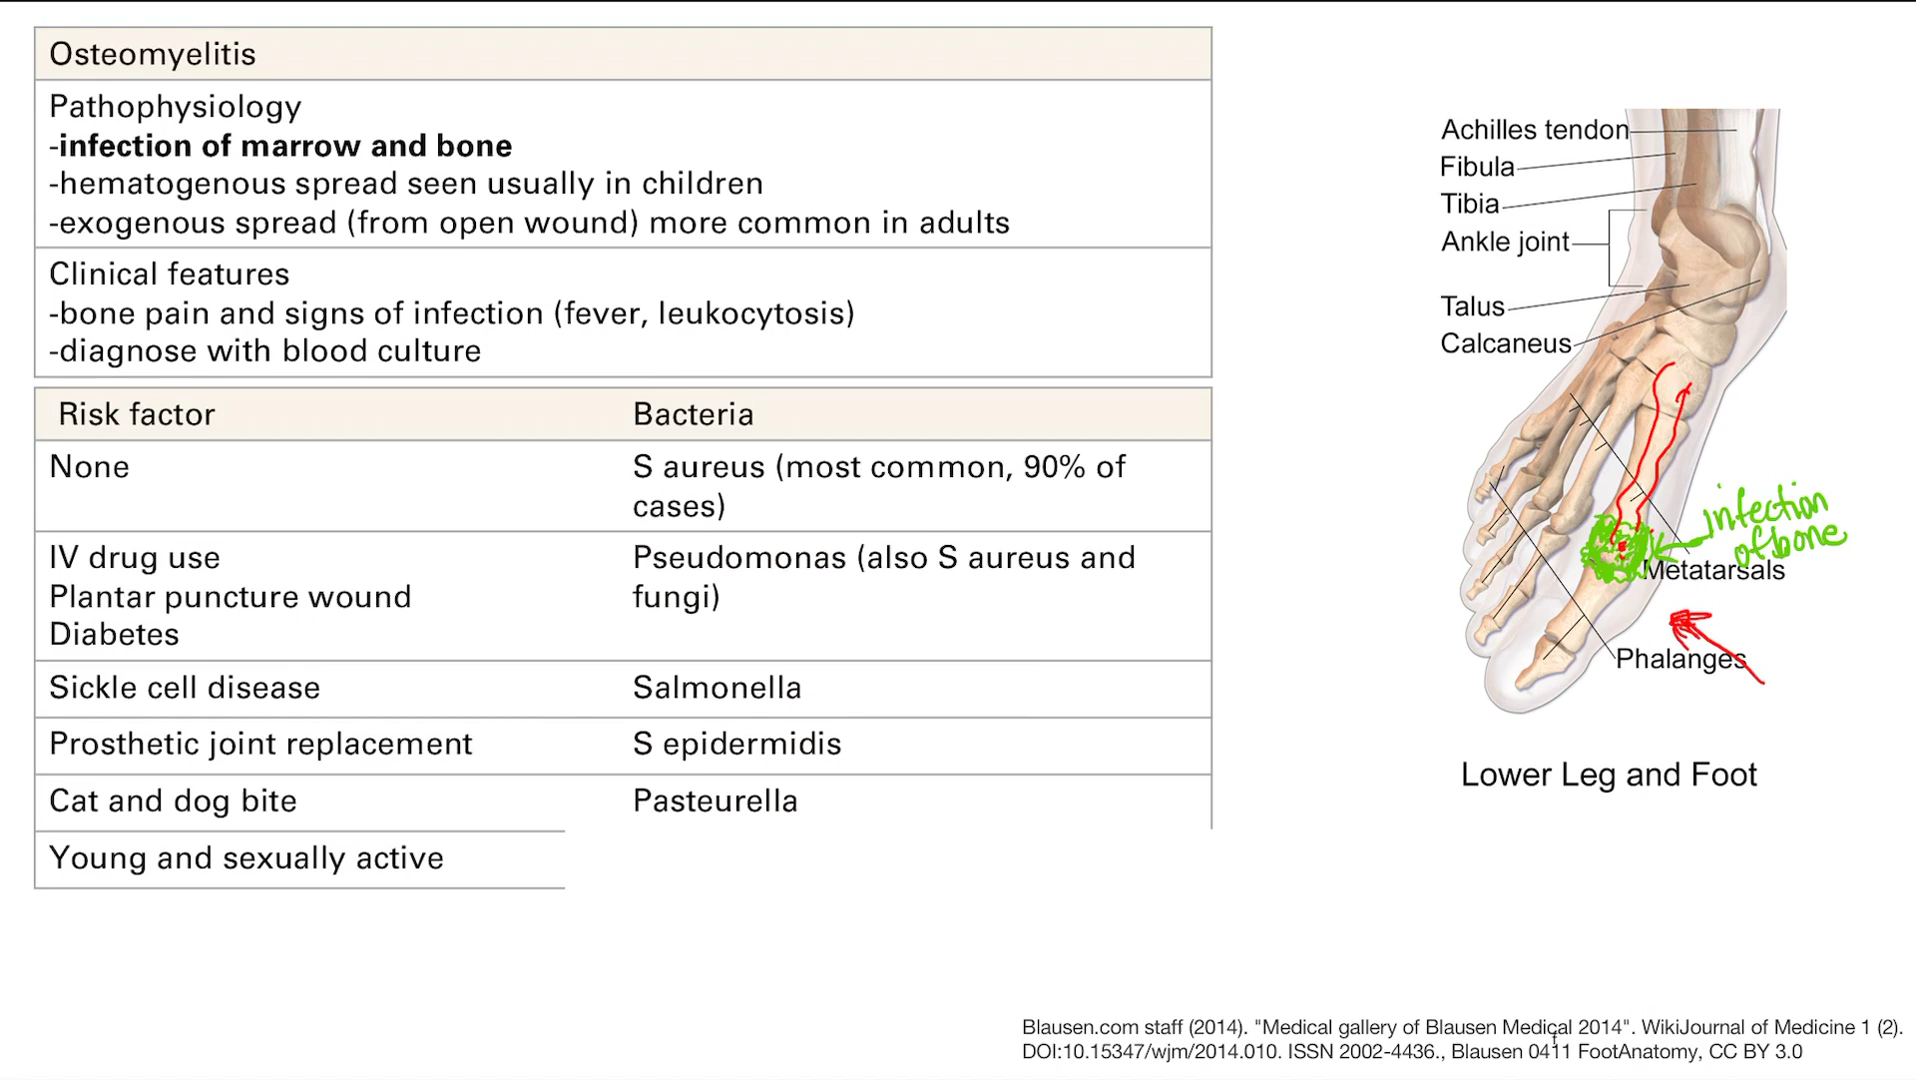 Osteomyelitis
Pathophysiology
-infection of marrow and bone
-hematogenous spread seen usually in children
-exogenous spread (from open wound) more common in adults
Clinical features
-bone pain and signs of infection (fever, leukocytosis)
-diagnose with blood culture
Risk factor Bacteria
None S aureus (most common, 90% of
cases)
IV drug use Pseudomonas (also S aureus and
Plantar puncture wound fungi)
Diabetes
Sickle cell disease Salmonella
Prosthetic joint replacement S epidermidis
Cat and dog bite Pasteurella
Young and sexually active
Achilles tendon
Fibula
Tibia
Ankle joint
Talus
Calcaneus
infection
of bone
Metatarsals
Phalanges
Lower Leg and Foot
Blausen.com staff (2014). "Medical gallery of Blausen Medical 2014". WikiJournal of Medicine 1 (2).
DOI:10.15347/wjm/2014.010. ISSN 2002-4436., Blausen 0411 FootAnatomy, CC BY 3.0